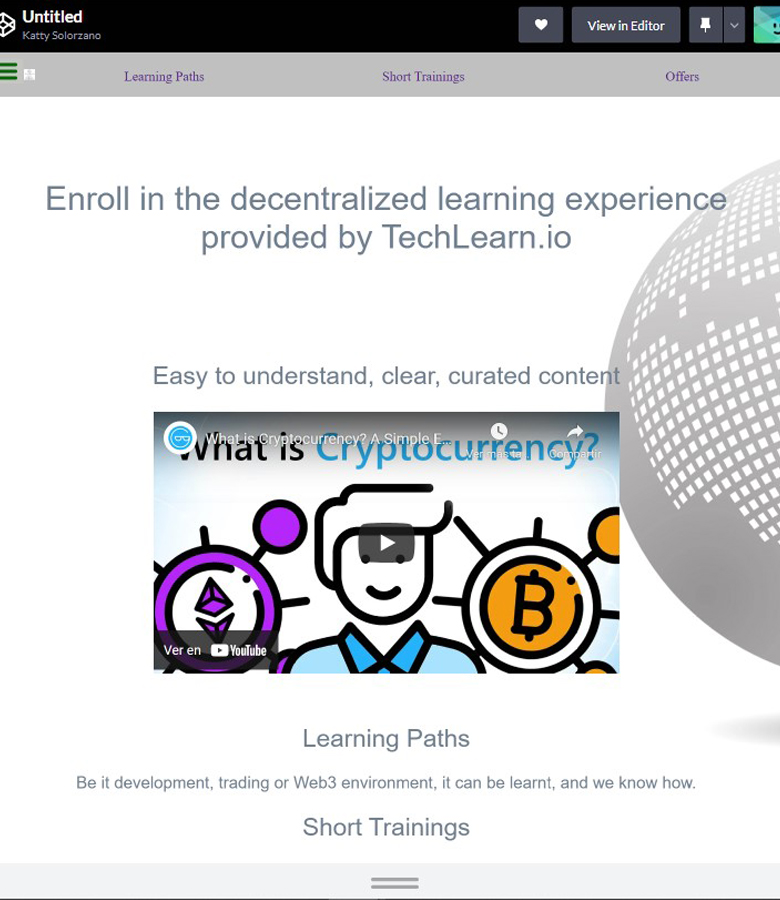 Untitled
Katty Solorzano
View in Editor
Learning Paths
Short Trainings
Offers
Enroll in the decentralized learning experience
provided by TechLearn.io
Easy to understand, clear, curated content
What is Cryptocurrency? A Simple E...
What is Cryptocurrency?
Ver más ta...
Compartir
Ver en YouTube
Learning Paths
Be it development, trading or Web3 environment, it can be learnt, and we know how.
Short Trainings